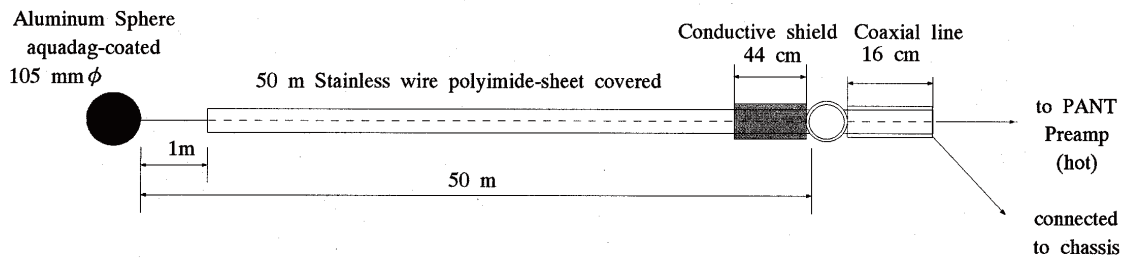 Aluminum Sphere
aquadag-coated
105 mmϕ
50 m Stainless wire polyimide-sheet covered
Conductive shield
44 cm
Coaxial line
16 cm
1m
50 m
to PANT
Preamp
(hot)
connected
to chassis